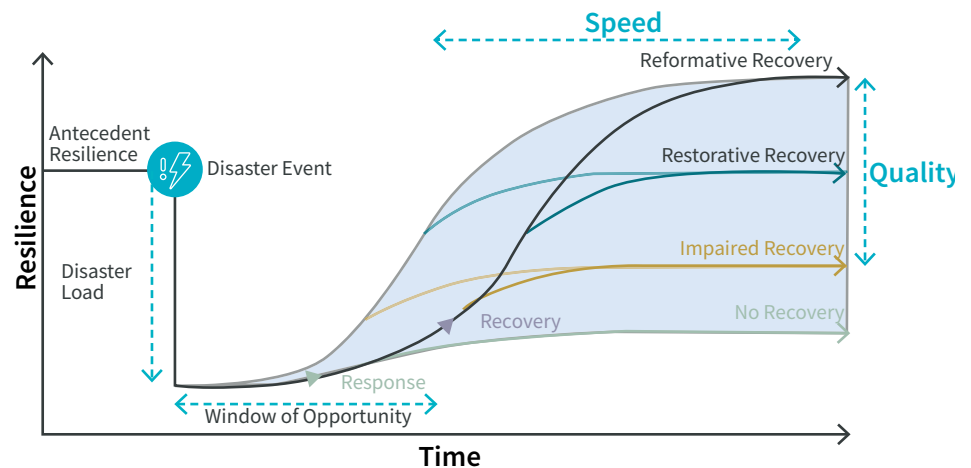 Speed
Reformative Recovery
Antecedent
Resilience
Disaster Event
Restorative Recovery
Quality
Resilience
Disaster
Load
Impaired Recovery
No Recovery
Recovery
Response
Window of Opportunity
Time